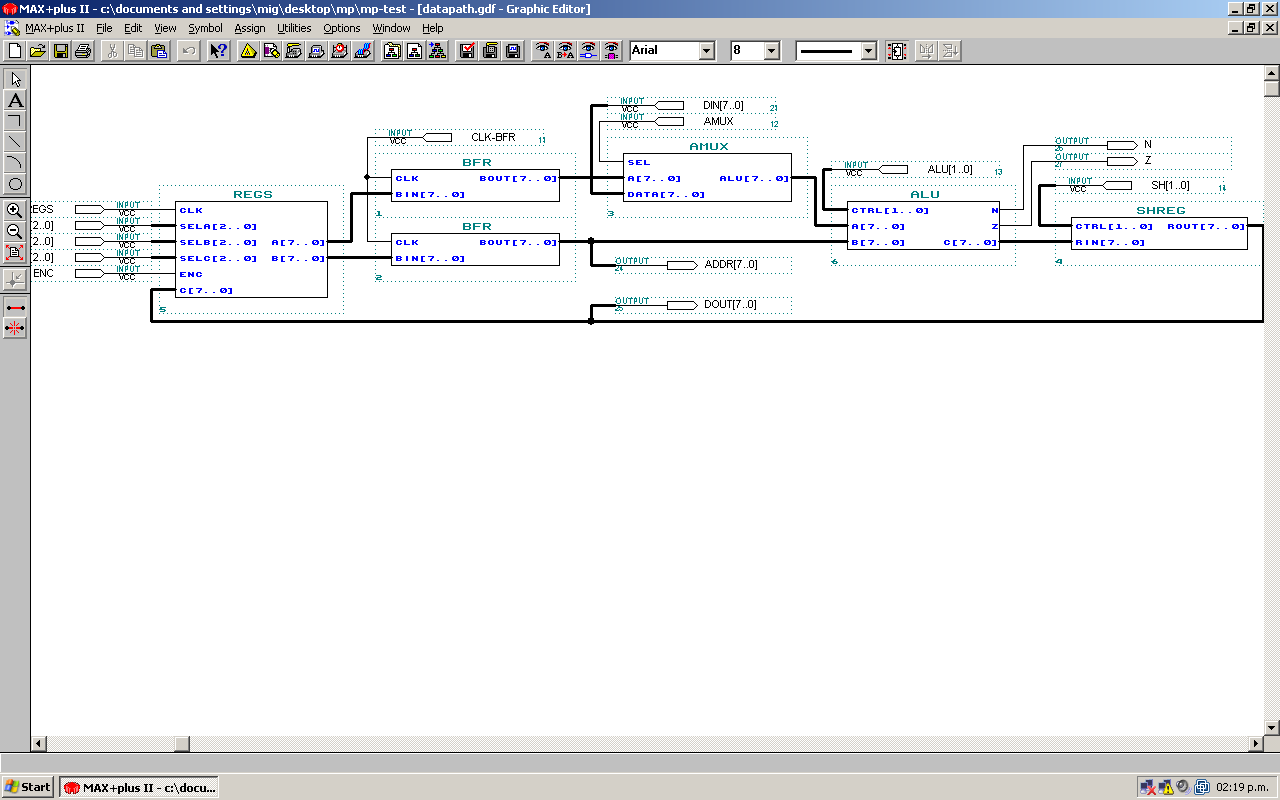 MAX+plus II - c:\documents and settings\mig\desktop\mp\mp-test - [datapath.gdf - Graphic Editor]
MAX+plus II File Edit View Symbol Assign Utilities Options Window Help
Arial 8
INPUT VCC DIN[7..0] 21
INPUT VCC AMUX 12
INPUT VCC CLK-BFR 11
AMUX
SEL
A[7..0] ALU[7..0]
DATA[7..0]
3
BFR
CLK BOUT[7..0]
BIN[7..0]
1
BFR
CLK BOUT[7..0]
BIN[7..0]
2
OUTPUT 26 N
OUTPUT 27 Z
INPUT VCC ALU[1..0] 13
INPUT VCC SH[1..0] 14
REGS
CLK
SELA[2..0]
SELB[2..0] A[7..0]
SELC[2..0] B[7..0]
ENC
C[7..0]
5
EGS INPUT VCC
2..0] INPUT VCC
2..0] INPUT VCC
2..0] INPUT VCC
ENC INPUT VCC
ALU
CTRL[1..0] N
A[7..0] Z
B[7..0] C[7..0]
6
SHREG
CTRL[1..0] ROUT[7..0]
RIN[7..0]
4
OUTPUT 24 ADDR[7..0]
OUTPUT 25 DOUT[7..0]
Start MAX+plus II - c:\docu... 02:19 p.m.